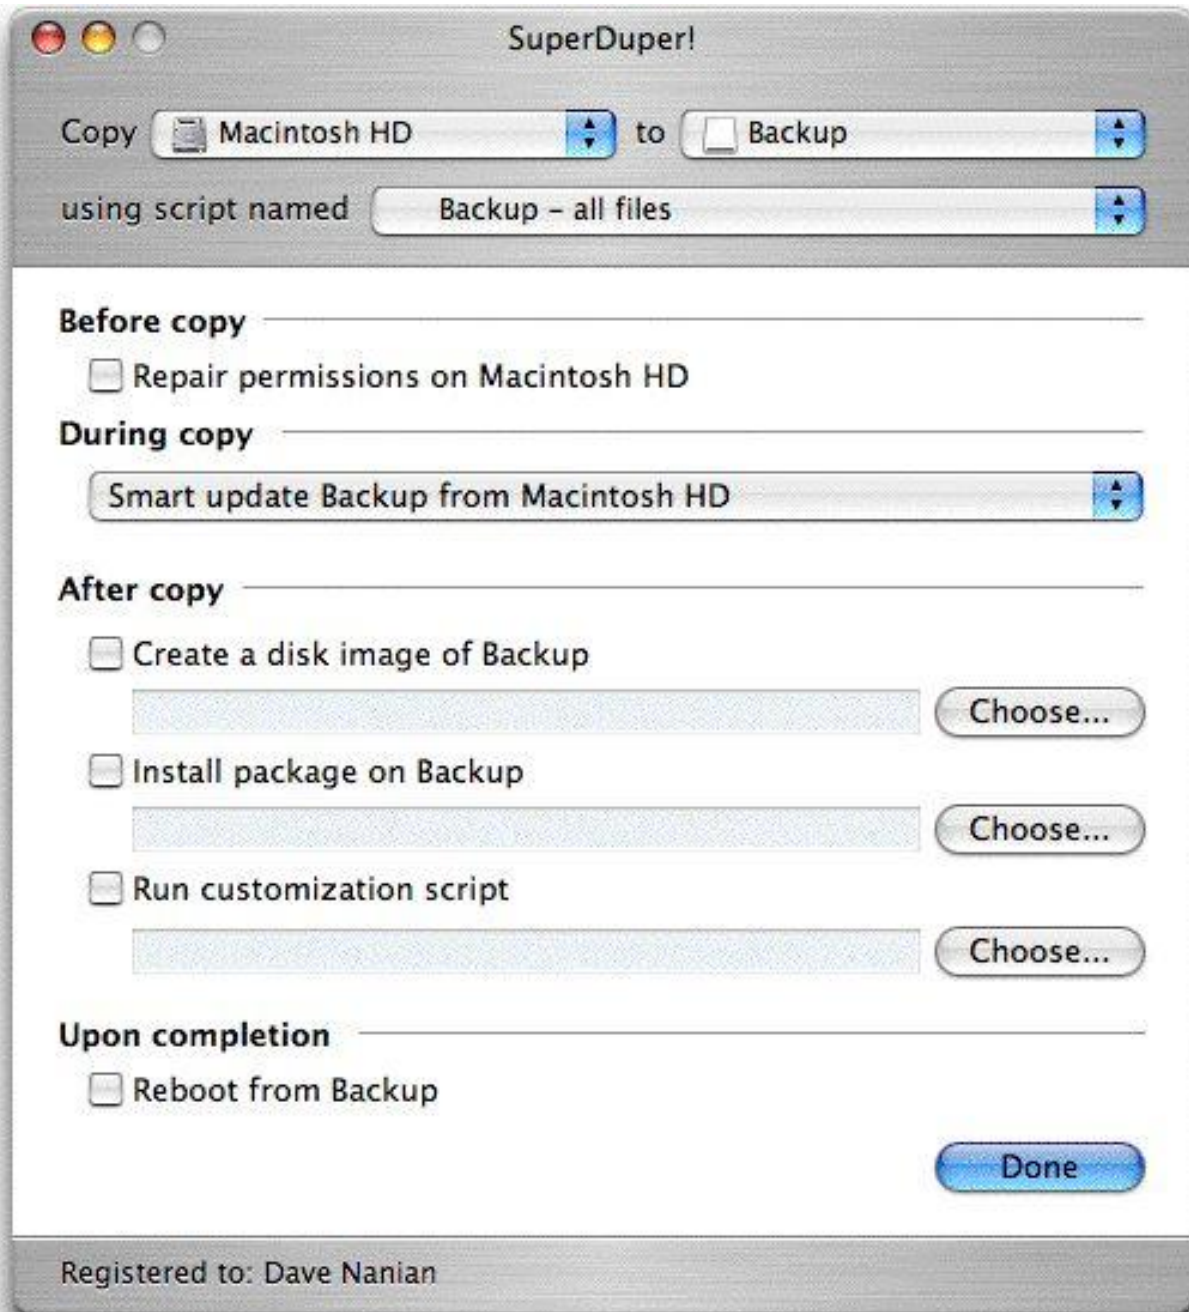 SuperDuper!
Copy Macintosh HD to Backup
using script named Backup – all files
Before copy
Repair permissions on Macintosh HD
During copy
Smart update Backup from Macintosh HD
After copy
Create a disk image of Backup
Choose...
Install package on Backup
Choose...
Run customization script
Choose...
Upon completion
Reboot from Backup
Done
Registered to: Dave Nanian